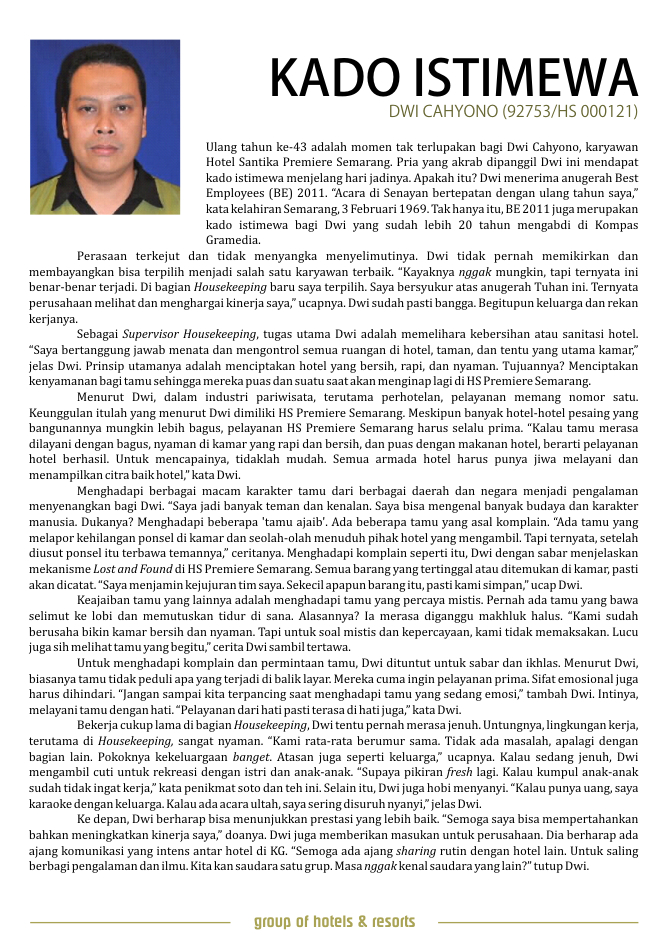 KADO ISTIMEWA
DWI CAHYONO (92753/HS 000121)
Ulang tahun ke-43 adalah momen tak terlupakan bagi Dwi Cahyono, karyawan
Hotel Santika Premiere Semarang. Pria yang akrab dipanggil Dwi ini mendapat
kado istimewa menjelang hari jadinya. Apakah itu? Dwi menerima anugerah Best
Employees (BE) 2011. “Acara di Senayan bertepatan dengan ulang tahun saya,”
kata kelahiran Semarang, 3 Februari 1969. Tak hanya itu, BE 2011 juga merupakan
kado istimewa bagi Dwi yang sudah lebih 20 tahun mengabdi di Kompas
Gramedia.
Perasaan terkejut dan tidak menyangka menyelimutinya. Dwi tidak pernah memikirkan dan
membayangkan bisa terpilih menjadi salah satu karyawan terbaik. “Kayaknya nggak mungkin, tapi ternyata ini
benar-benar terjadi. Di bagian Housekeeping baru saya terpilih. Saya bersyukur atas anugerah Tuhan ini. Ternyata
perusahaan melihat dan menghargai kinerja saya,” ucapnya. Dwi sudah pasti bangga. Begitupun keluarga dan rekan
kerjanya.
Sebagai Supervisor Housekeeping, tugas utama Dwi adalah memelihara kebersihan atau sanitasi hotel.
“Saya bertanggung jawab menata dan mengontrol semua ruangan di hotel, taman, dan tentu yang utama kamar,”
jelas Dwi. Prinsip utamanya adalah menciptakan hotel yang bersih, rapi, dan nyaman. Tujuannya? Menciptakan
kenyamanan bagi tamu sehingga mereka puas dan suatu saat akan menginap lagi di HS Premiere Semarang.
Menurut Dwi, dalam industri pariwisata, terutama perhotelan, pelayanan memang nomor satu.
Keunggulan itulah yang menurut Dwi dimiliki HS Premiere Semarang. Meskipun banyak hotel-hotel pesaing yang
bangunannya mungkin lebih bagus, pelayanan HS Premiere Semarang harus selalu prima. “Kalau tamu merasa
dilayani dengan bagus, nyaman di kamar yang rapi dan bersih, dan puas dengan makanan hotel, berarti pelayanan
hotel berhasil. Untuk mencapainya, tidaklah mudah. Semua armada hotel harus punya jiwa melayani dan
menampilkan citra baik hotel,” kata Dwi.
Menghadapi berbagai macam karakter tamu dari berbagai daerah dan negara menjadi pengalaman
menyenangkan bagi Dwi. “Saya jadi banyak teman dan kenalan. Saya bisa mengenal banyak budaya dan karakter
manusia. Dukanya? Menghadapi beberapa 'tamu ajaib'. Ada beberapa tamu yang asal komplain. “Ada tamu yang
melapor kehilangan ponsel di kamar dan seolah-olah menuduh pihak hotel yang mengambil. Tapi ternyata, setelah
diusut ponsel itu terbawa temannya,” ceritanya. Menghadapi komplain seperti itu, Dwi dengan sabar menjelaskan
mekanisme Lost and Found di HS Premiere Semarang. Semua barang yang tertinggal atau ditemukan di kamar, pasti
akan dicatat. “Saya menjamin kejujuran tim saya. Sekecil apapun barang itu, pasti kami simpan,” ucap Dwi.
Keajaiban tamu yang lainnya adalah menghadapi tamu yang percaya mistis. Pernah ada tamu yang bawa
selimut ke lobi dan memutuskan tidur di sana. Alasannya? Ia merasa diganggu makhluk halus. “Kami sudah
berusaha bikin kamar bersih dan nyaman. Tapi untuk soal mistis dan kepercayaan, kami tidak memaksakan. Lucu
juga sih melihat tamu yang begitu,” cerita Dwi sambil tertawa.
Untuk menghadapi komplain dan permintaan tamu, Dwi dituntut untuk sabar dan ikhlas. Menurut Dwi,
biasanya tamu tidak peduli apa yang terjadi di balik layar. Mereka cuma ingin pelayanan prima. Sifat emosional juga
harus dihindari. “Jangan sampai kita terpancing saat menghadapi tamu yang sedang emosi,” tambah Dwi. Intinya,
melayani tamu dengan hati. “Pelayanan dari hati pasti terasa di hati juga,” kata Dwi.
Bekerja cukup lama di bagian Housekeeping, Dwi tentu pernah merasa jenuh. Untungnya, lingkungan kerja,
terutama di Housekeeping, sangat nyaman. “Kami rata-rata berumur sama. Tidak ada masalah, apalagi dengan
bagian lain. Pokoknya kekeluargaan banget. Atasan juga seperti keluarga,” ucapnya. Kalau sedang jenuh, Dwi
mengambil cuti untuk rekreasi dengan istri dan anak-anak. “Supaya pikiran fresh lagi. Kalau kumpul anak-anak
sudah tidak ingat kerja,” kata penikmat soto dan teh ini. Selain itu, Dwi juga hobi menyanyi. “Kalau punya uang, saya
karaoke dengan keluarga. Kalau ada acara ultah, saya sering disuruh nyanyi,” jelas Dwi.
Ke depan, Dwi berharap bisa menunjukkan prestasi yang lebih baik. “Semoga saya bisa mempertahankan
bahkan meningkatkan kinerja saya,” doanya. Dwi juga memberikan masukan untuk perusahaan. Dia berharap ada
ajang komunikasi yang intens antar hotel di KG. “Semoga ada ajang sharing rutin dengan hotel lain. Untuk saling
berbagi pengalaman dan ilmu. Kita kan saudara satu grup. Masa nggak kenal saudara yang lain?” tutup Dwi.
group of hotels & resorts